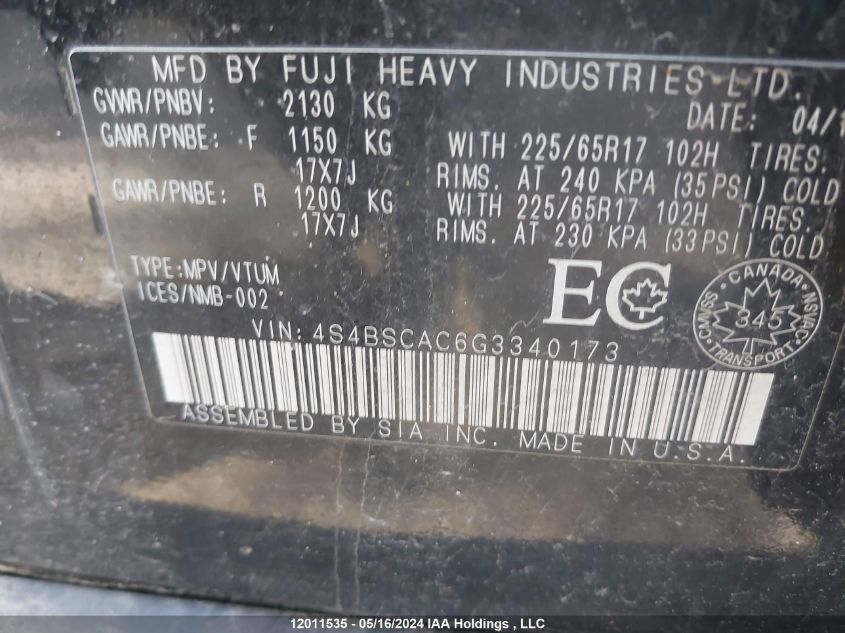 MFD BY FUJI HEAVY INDUSTRIES LTD.
DATE: 04/1
GVWR/PNBV: 2130 KG
GAWR/PNBE: F 1150 KG WITH 225/65R17 102H TIRES.
17X7J RIMS. AT 240 KPA (35PSI) COLD
GAWR/PNBE: R 1200 KG WITH 225/65R17 102H TIRES.
17X7J RIMS. AT 230 KPA (33PSI) COLD
TYPE:MPV/VTUM
ICES/NMB-002
EC
CANADA
CMVSS 345 NSVAC
TRANSPORT
VIN: 4S4BSCAC6G3340173
ASSEMBLED BY SIA INC. MADE IN U.S.A.
12011535 - 05/16/2024 IAA Holdings , LLC